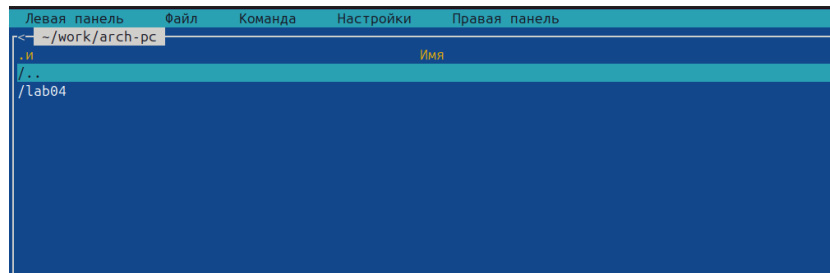 Левая панель Файл Команда Настройки Правая панель
<- ~/work/arch-pc
.и Имя
/..
/lab04